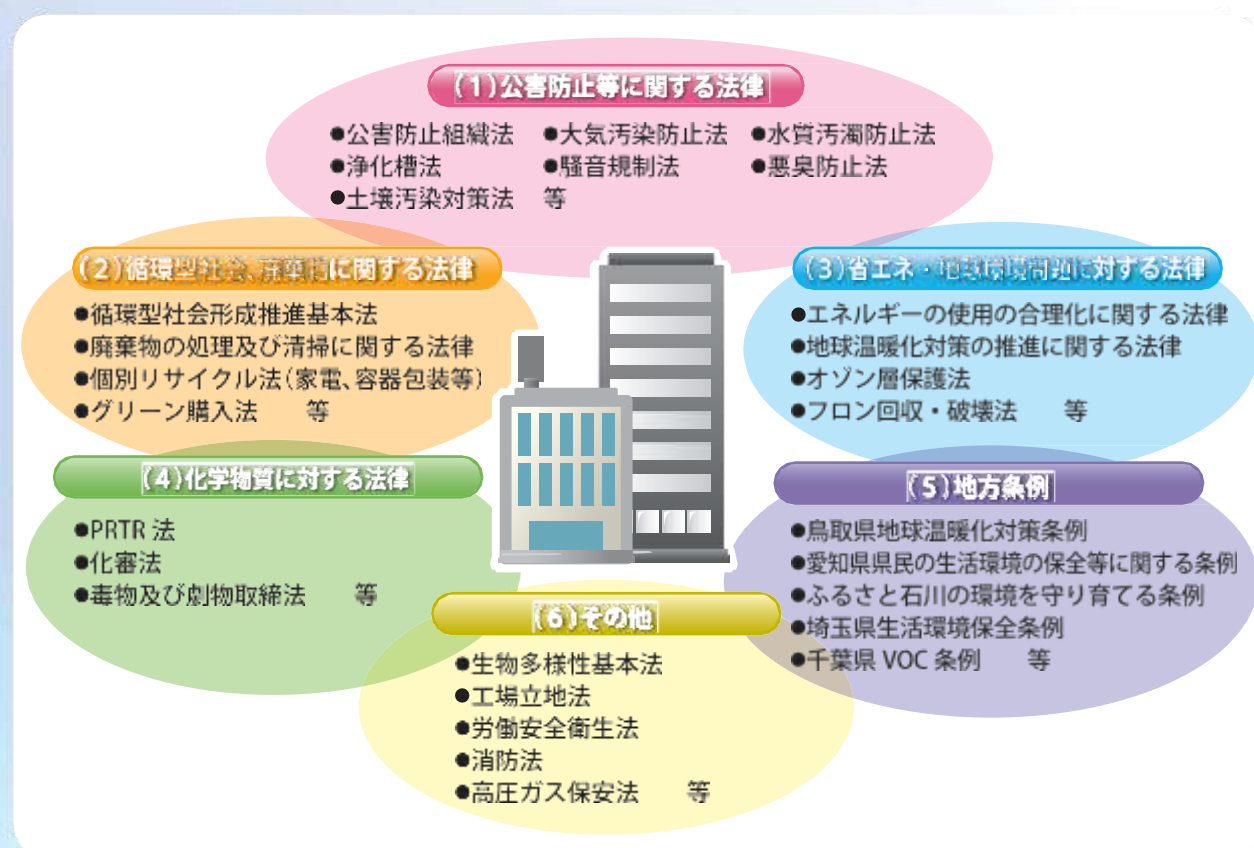 (1)公害防止等に関する法律
●公害防止組織法 ●大気汚染防止法 ●水質汚濁防止法
●浄化槽法 ●騒音規制法 ●悪臭防止法
●土壌汚染対策法 等
(2)循環型社会、廃棄物に関する法律
●循環型社会形成推進基本法
●廃棄物の処理及び清掃に関する法律
●個別リサイクル法(家電、容器包装等)
●グリーン購入法 等
(3)省エネ・地球環境問題に対する法律
●エネルギーの使用の合理化に関する法律
●地球温暖化対策の推進に関する法律
●オゾン層保護法
●フロン回収・破壊法 等
(4)化学物質に対する法律
●PRTR 法
●化審法
●毒物及び劇物取締法 等
(5)地方条例
●鳥取県地球温暖化対策条例
●愛知県県民の生活環境の保全等に関する条例
●ふるさと石川の環境を守り育てる条例
●埼玉県生活環境保全条例
●千葉県 VOC 条例 等
(6)その他
●生物多様性基本法
●工場立地法
●労働安全衛生法
●消防法
●高圧ガス保安法 等